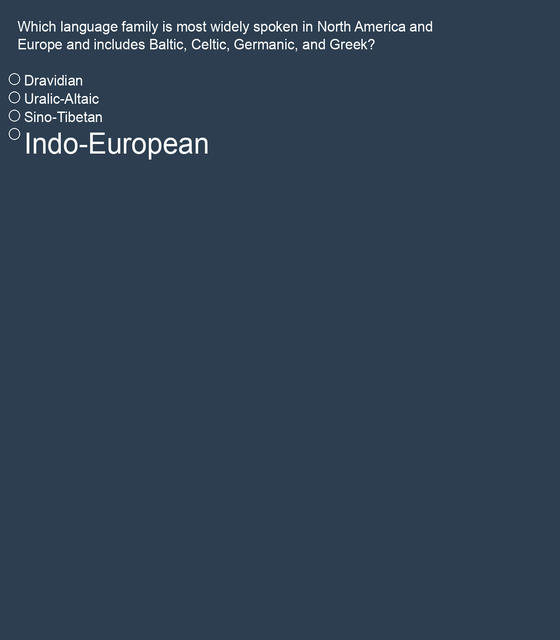 Which language family is most widely spoken in North America and
Europe and includes Baltic, Celtic, Germanic, and Greek?
Dravidian
Uralic-Altaic
Sino-Tibetan
Indo-European